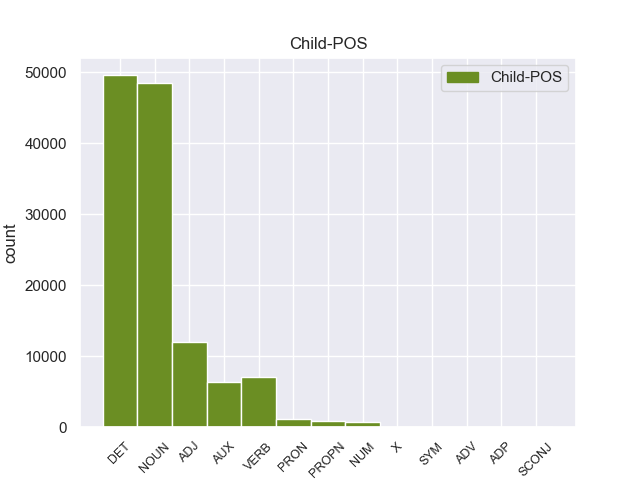 Child-POS
Child-POS
50000
40000
30000
20000
10000
0
count
DET NOUN ADJ AUX VERB PRON PROPN NUM X SYM ADV ADP SCONJ